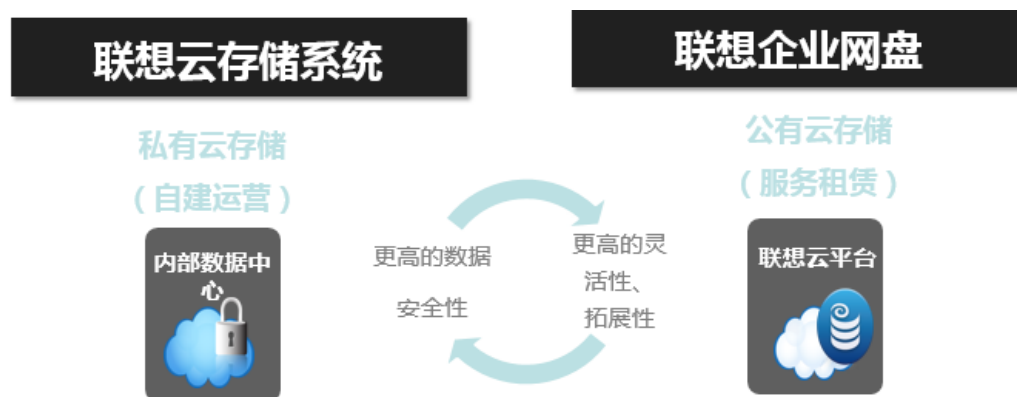 联想云存储系统
联想企业网盘
私有云存储
（自建运营）
公有云存储
（服务租赁）
内部数据中
心
更高的数据
安全性
更高的灵
活性、
拓展性
联想云平台